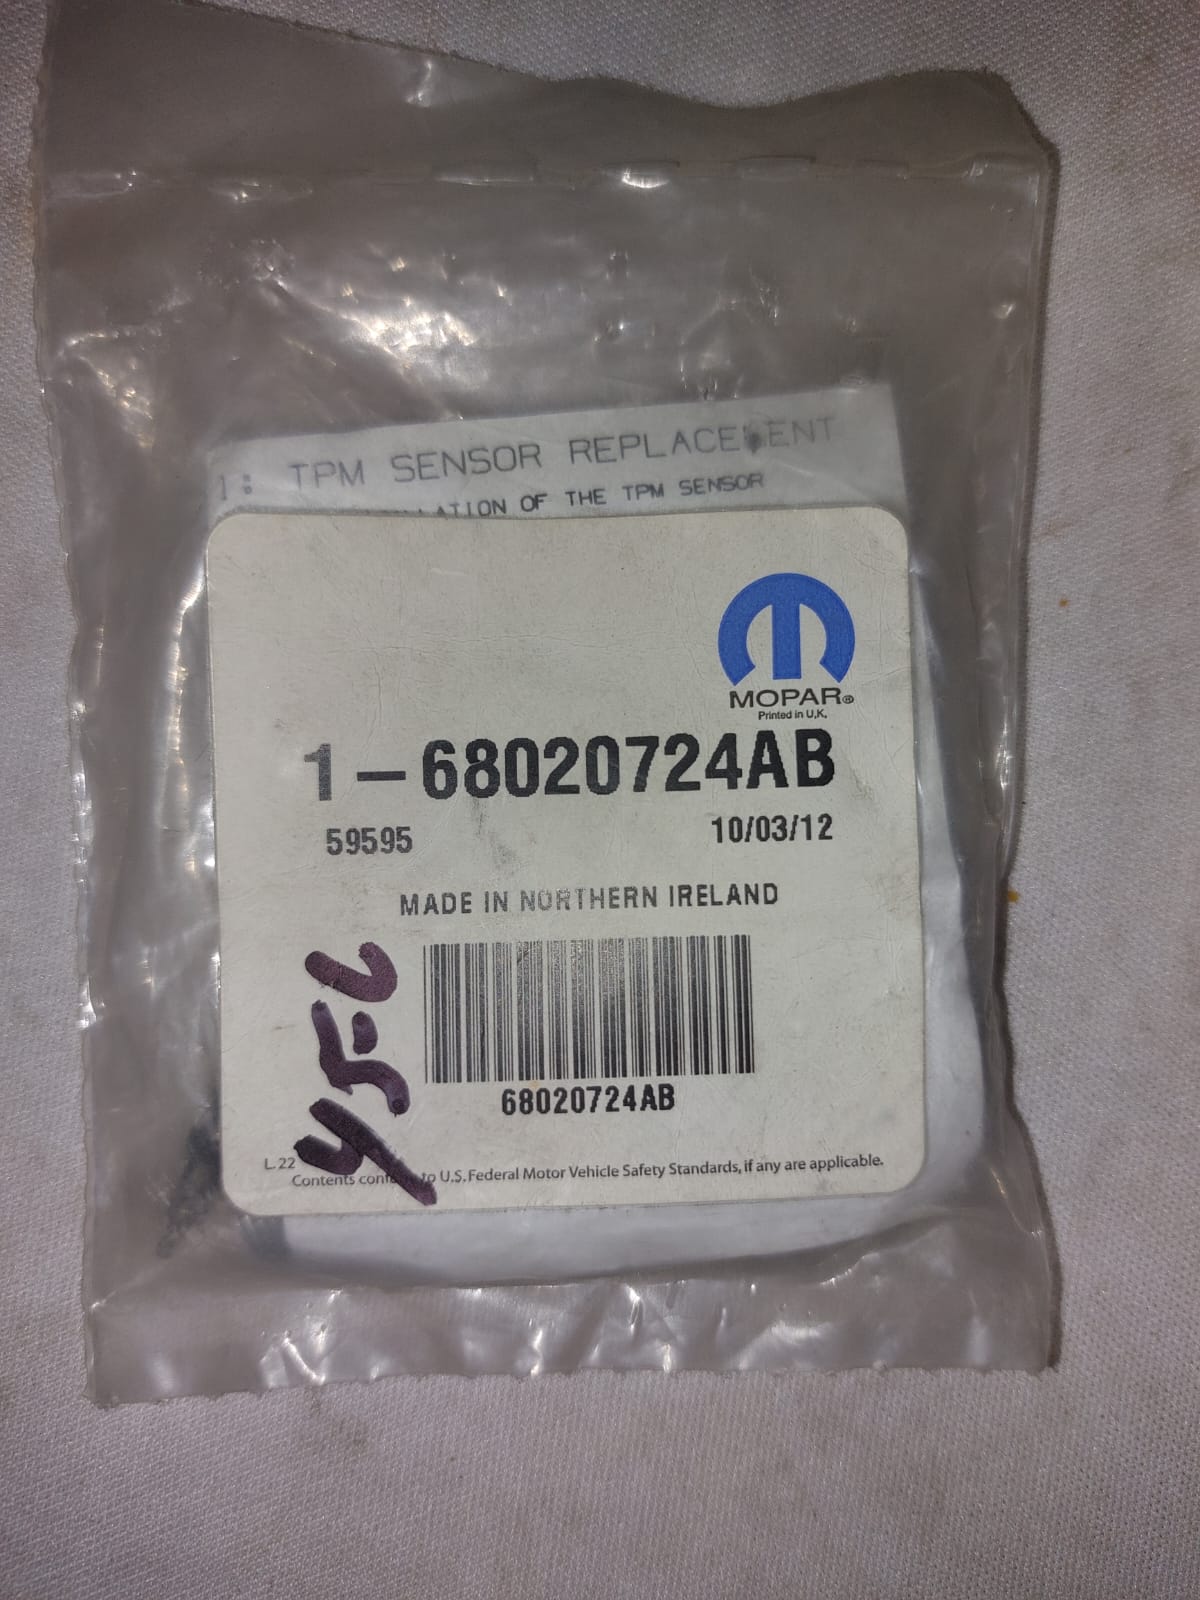 1: TPM SENSOR REPLACEMENT
ATION OF THE TPM SENSOR
MOPAR®
Printed in U.K.
1-68020724AB
59595 10/03/12
MADE IN NORTHERN IRELAND
68020724AB
L.22
Contents to U.S. Federal Motor Vehicle Safety Standards, if any are applicable.